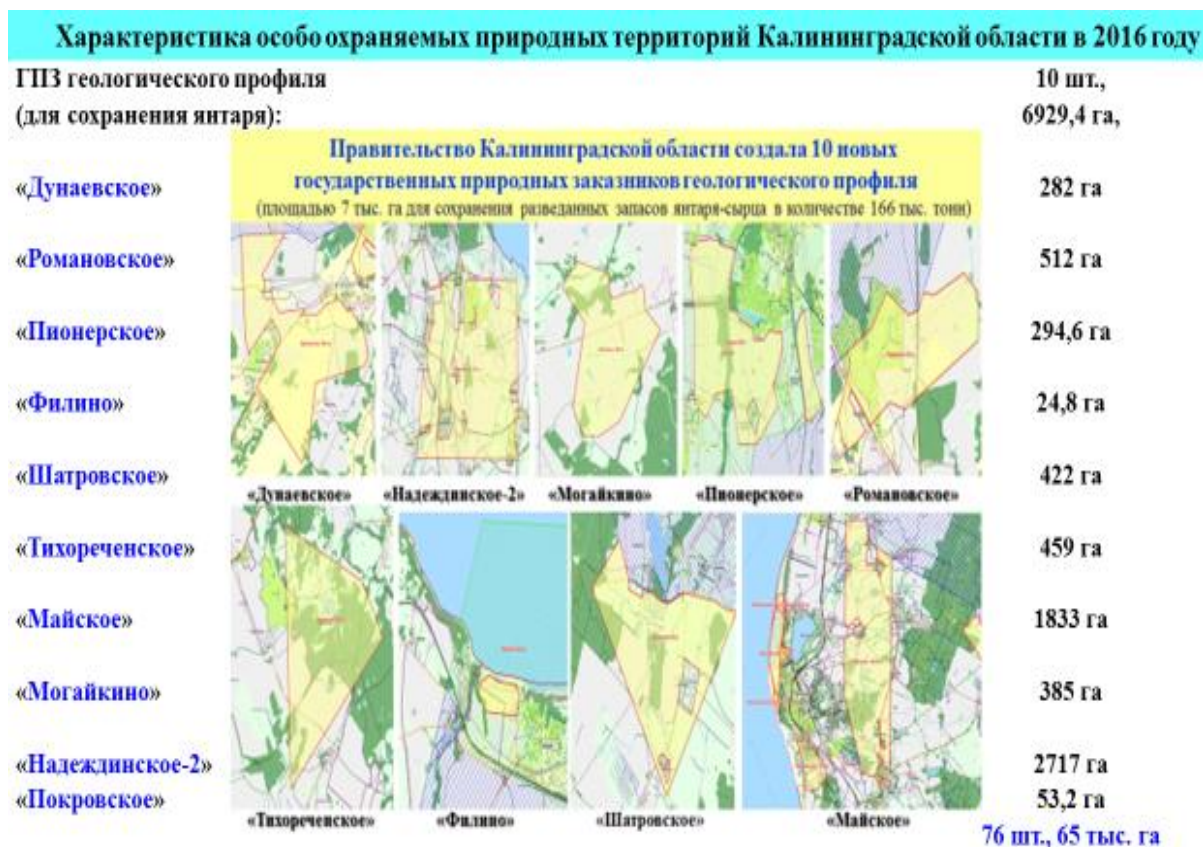 Характеристика особо охраняемых природных территорий Калининградской области в 2016 году
ГПЗ геологического профиля 10 шт.,
(для сохранения янтаря): 6929,4 га,
Правительство Калининградской области создала 10 новых
государственных природных заказников геологического профиля
(площадью 7 тыс. га для сохранения разведанных запасов янтаря-сырца в количестве 166 тыс. тонн)
«Дунаевское» 282 га
«Романовское» 512 га
«Пионерское» 294,6 га
«Филино» 24,8 га
«Шатровское» 422 га
«Дунаевское» «Надеждинское-2» «Могайкино» «Пионерское» «Романовское»
«Тихореченское» 459 га
«Майское» 1833 га
«Могайкино» 385 га
«Надеждинское-2» 2717 га
«Покровское» 53,2 га
«Тихореченское» «Филино» «Шатровское» «Майское»
76 шт., 65 тыс. га